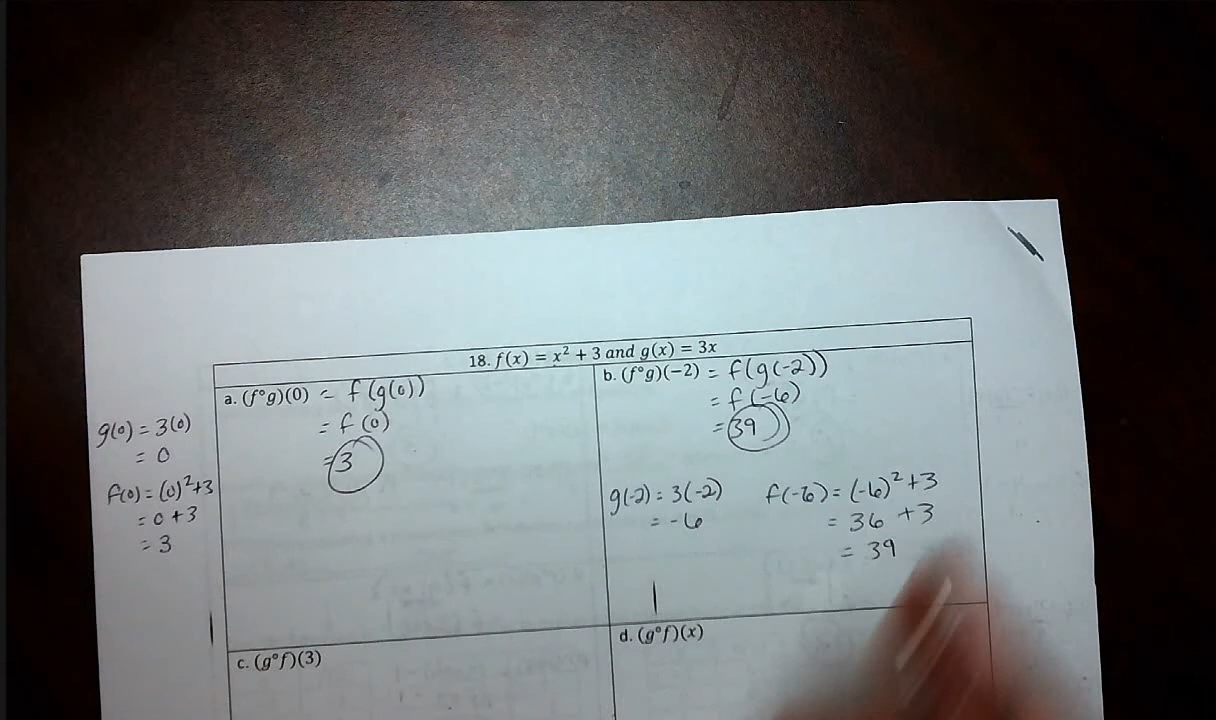 18. f(x) = x² + 3 and g(x) = 3x
a. (f°g)(0) = f(g(0))
= f(0)
= 3
g(0) = 3(0)
= 0
f(0) = (0)²+3
= 0 +3
= 3
b. (f°g)(-2) = f(g(-2))
= f(-6)
= 39
g(-2) = 3(-2)
= -6
f(-6) = (-6)² +3
= 36 +3
= 39
c. (g°f)(3)
d. (g°f)(x)